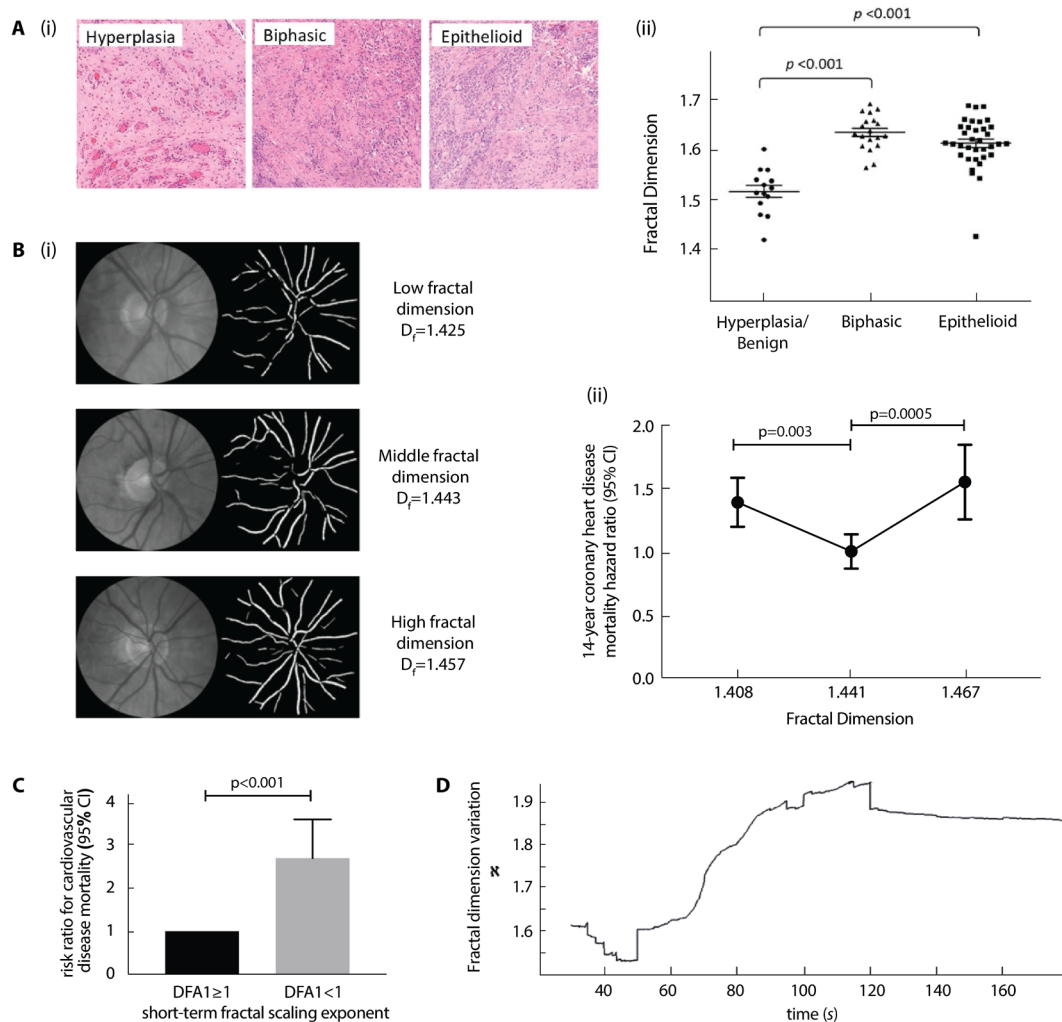 A (i)
Hyperplasia
Biphasic
Epithelioid
(ii)
p <0.001
p <0.001
Fractal Dimension
1.7
1.6
1.5
1.4
Hyperplasia/
Benign
Biphasic
Epithelioid
B (i)
Low fractal
dimension
Df=1.425
Middle fractal
dimension
Df=1.443
High fractal
dimension
Df=1.457
(ii)
p=0.003
p=0.0005
14-year coronary heart disease
mortality hazard ratio (95% CI)
2.0
1.5
1.0
0.5
0.0
1.408
1.441
1.467
Fractal Dimension
C
p<0.001
risk ratio for cardiovascular
disease mortality (95% CI)
4
3
2
1
0
DFA1≥1
DFA1<1
short-term fractal scaling exponent
D
Fractal dimension variation
א
1.9
1.8
1.7
1.6
40
60
80
100
120
140
160
time (s)